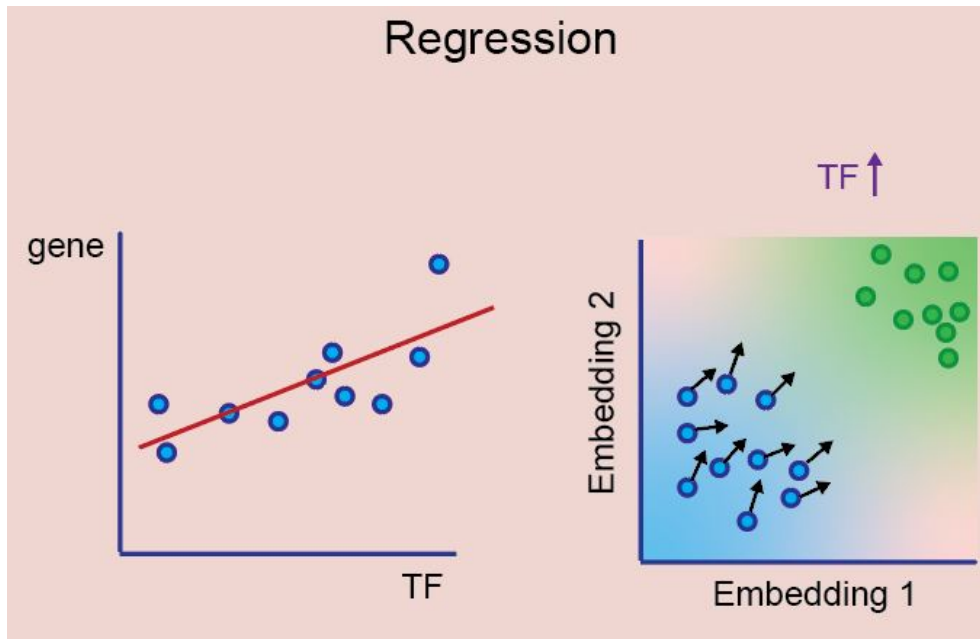 Regression
TF
gene
TF
Embedding 2
Embedding 1